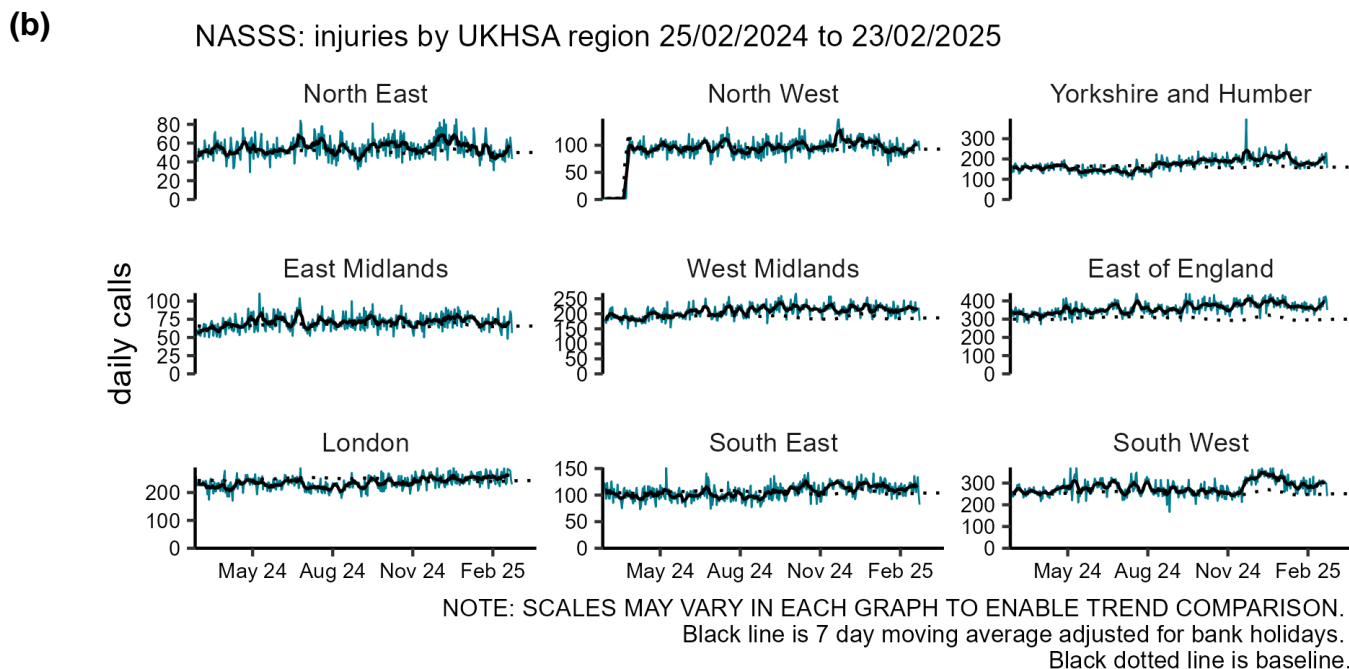 (b)
NASSS: injuries by UKHSA region 25/02/2024 to 23/02/2025
daily calls
North East
80
60
40
20
0
North West
100
50
0
Yorkshire and Humber
300
200
100
0
East Midlands
100
75
50
25
0
West Midlands
250
200
150
100
50
0
East of England
400
300
200
100
0
London
200
100
0
May 24 Aug 24 Nov 24 Feb 25
South East
150
100
50
0
May 24 Aug 24 Nov 24 Feb 25
South West
300
200
100
0
May 24 Aug 24 Nov 24 Feb 25
NOTE: SCALES MAY VARY IN EACH GRAPH TO ENABLE TREND COMPARISON.
Black line is 7 day moving average adjusted for bank holidays.
Black dotted line is baseline.